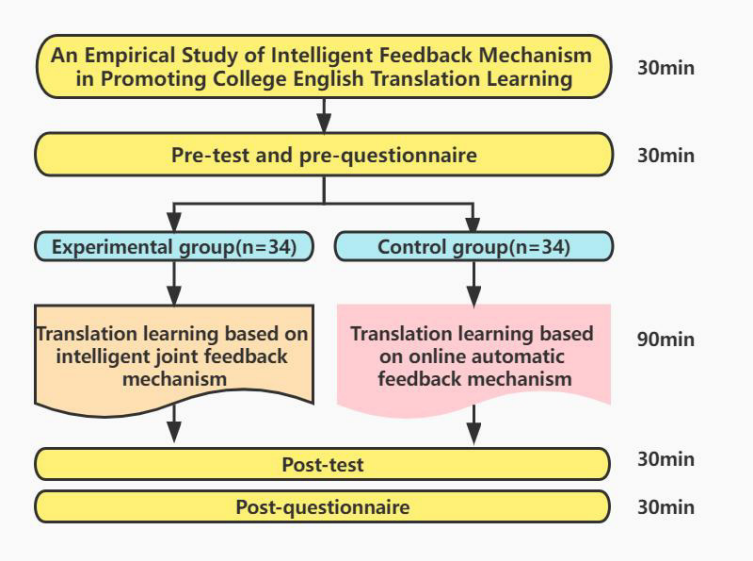 An Empirical Study of Intelligent Feedback Mechanism
in Promoting College English Translation Learning
30min
Pre-test and pre-questionnaire
30min
Experimental group(n=34)
Control group(n=34)
Translation learning based on
intelligent joint feedback
mechanism
Translation learning based
on online automatic
feedback mechanism
90min
Post-test
30min
Post-questionnaire
30min